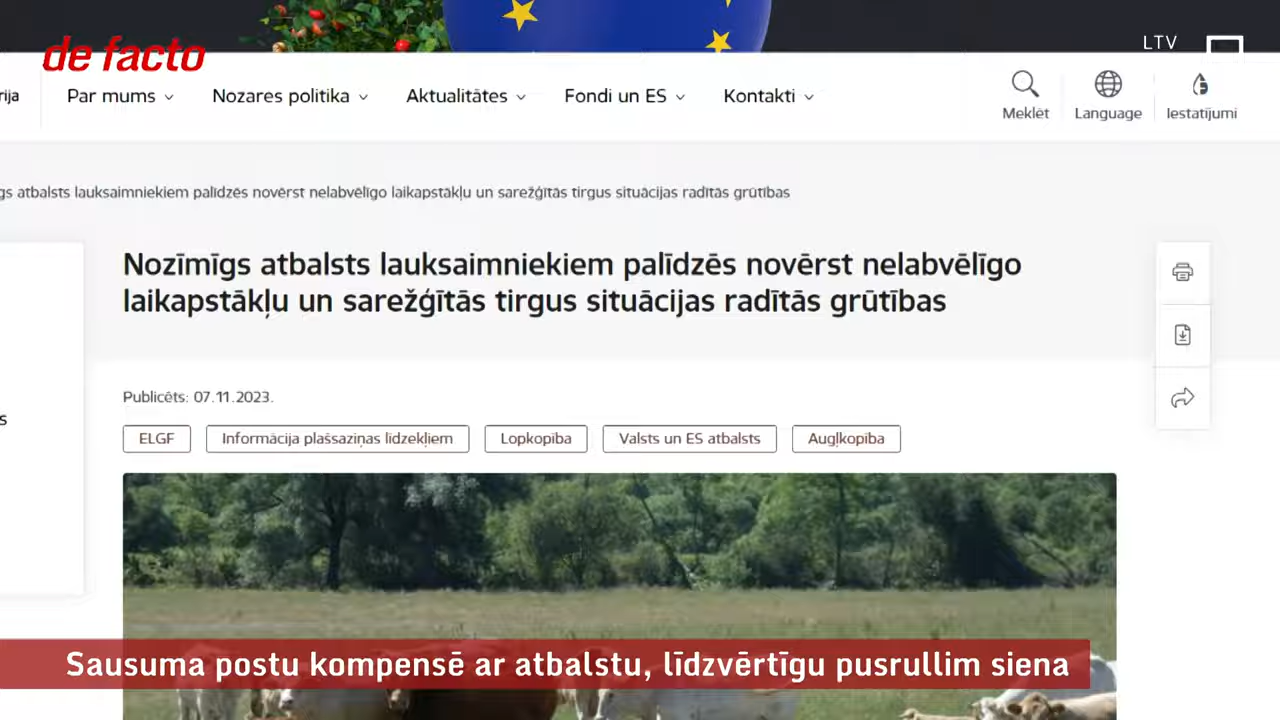 de facto
LTV
rija
Par mums
Nozares politika
Aktualitātes
Fondi un ES
Kontakti
Meklēt
Language
Iestatījumi
gs atbalsts lauksaimniekiem palīdzēs novērst nelabvēlīgo laikapstākļu un sarežģītās tirgus situācijas radītās grūtības
Nozīmīgs atbalsts lauksaimniekiem palīdzēs novērst nelabvēlīgo
laikapstākļu un sarežģītās tirgus situācijas radītās grūtības
Publicēts: 07.11.2023.
s
ELGF
Informācija plašsaziņas līdzekļiem
Lopkopība
Valsts un ES atbalsts
Augļkopība
Sausuma postu kompensē ar atbalstu, līdzvērtīgu pusrullim siena